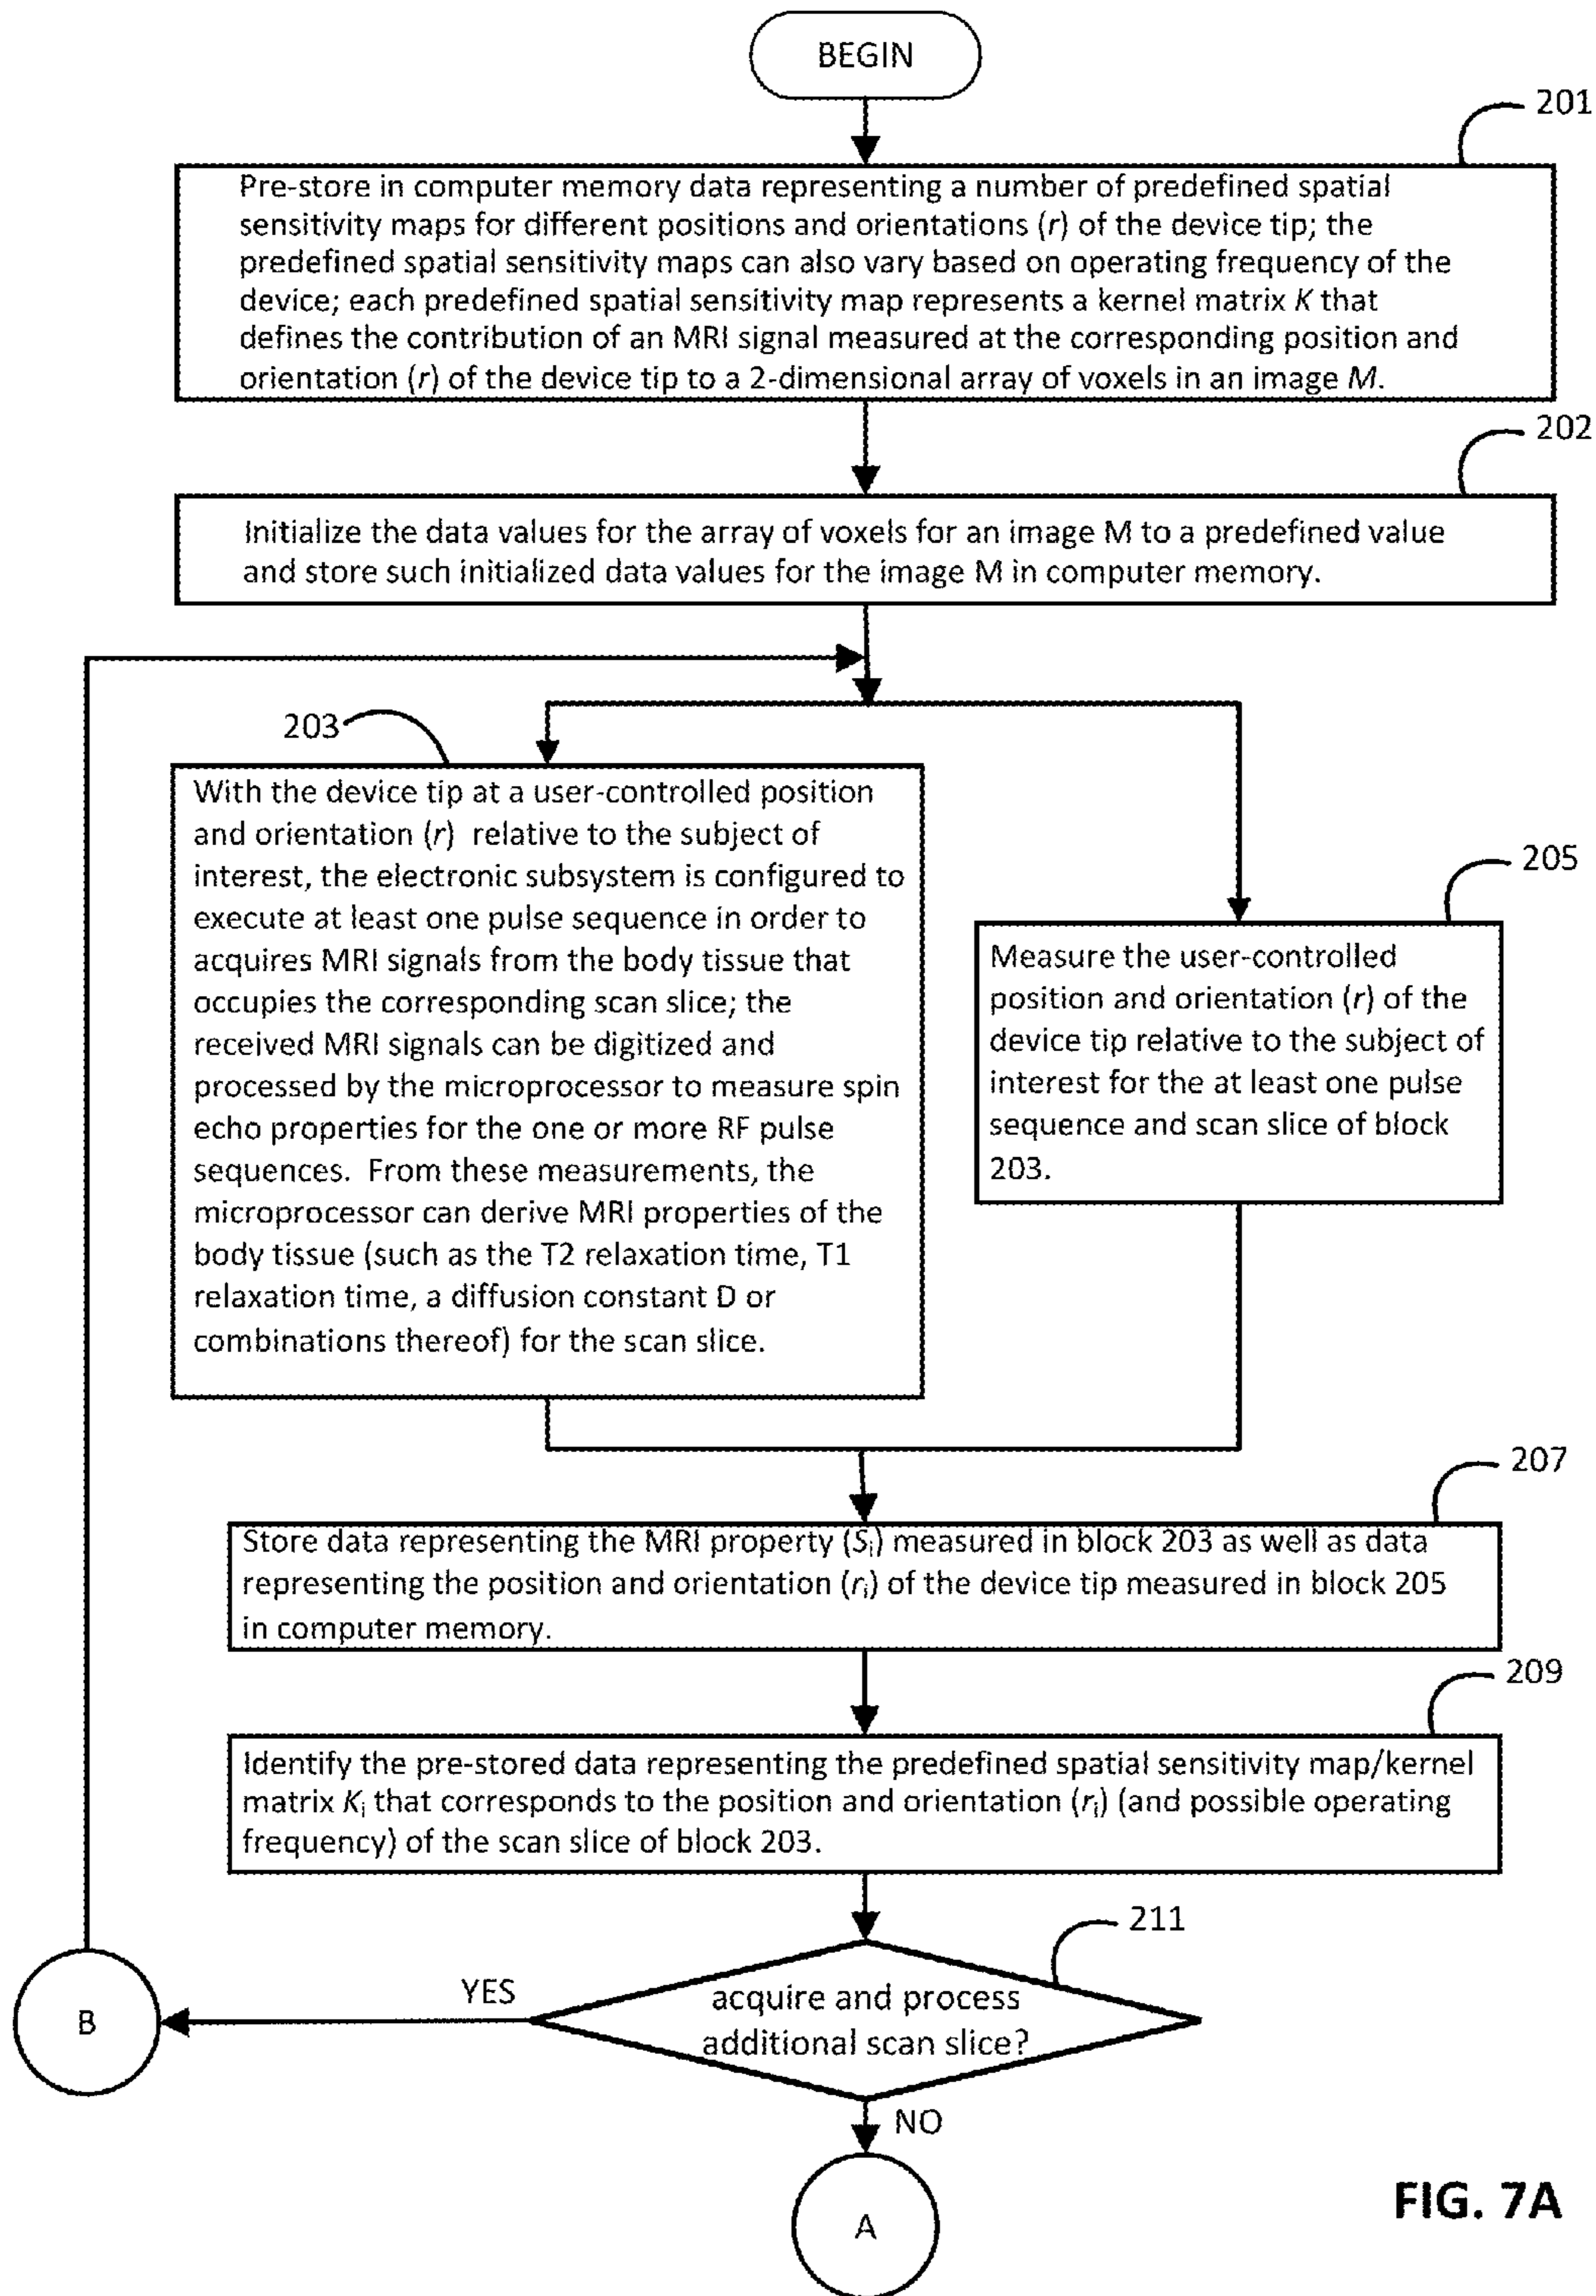 BEGIN
201
Pre-store in computer memory data representing a number of predefined spatial
sensitivity maps for different positions and orientations (r) of the device tip; the
predefined spatial sensitivity maps can also vary based on operating frequency of the
device; each predefined spatial sensitivity map represents a kernel matrix K that
defines the contribution of an MRI signal measured at the corresponding position and
orientation (r) of the device tip to a 2-dimensional array of voxels in an image M.
202
Initialize the data values for the array of voxels for an image M to a predefined value
and store such initialized data values for the image M in computer memory.
203
With the device tip at a user-controlled position
and orientation (r) relative to the subject of
interest, the electronic subsystem is configured to
execute at least one pulse sequence in order to
acquires MRI signals from the body tissue that
occupies the corresponding scan slice; the
received MRI signals can be digitized and
processed by the microprocessor to measure spin
echo properties for the one or more RF pulse
sequences. From these measurements, the
microprocessor can derive MRI properties of the
body tissue (such as the T2 relaxation time, T1
relaxation time, a diffusion constant D or
combinations thereof) for the scan slice.
205
Measure the user-controlled
position and orientation (r) of the
device tip relative to the subject of
interest for the at least one pulse
sequence and scan slice of block
203.
207
Store data representing the MRI property (Si) measured in block 203 as well as data
representing the position and orientation (ri) of the device tip measured in block 205
in computer memory.
209
Identify the pre-stored data representing the predefined spatial sensitivity map/kernel
matrix Ki that corresponds to the position and orientation (ri) (and possible operating
frequency) of the scan slice of block 203.
211
acquire and process
additional scan slice?
YES
B
NO
A
FIG. 7A